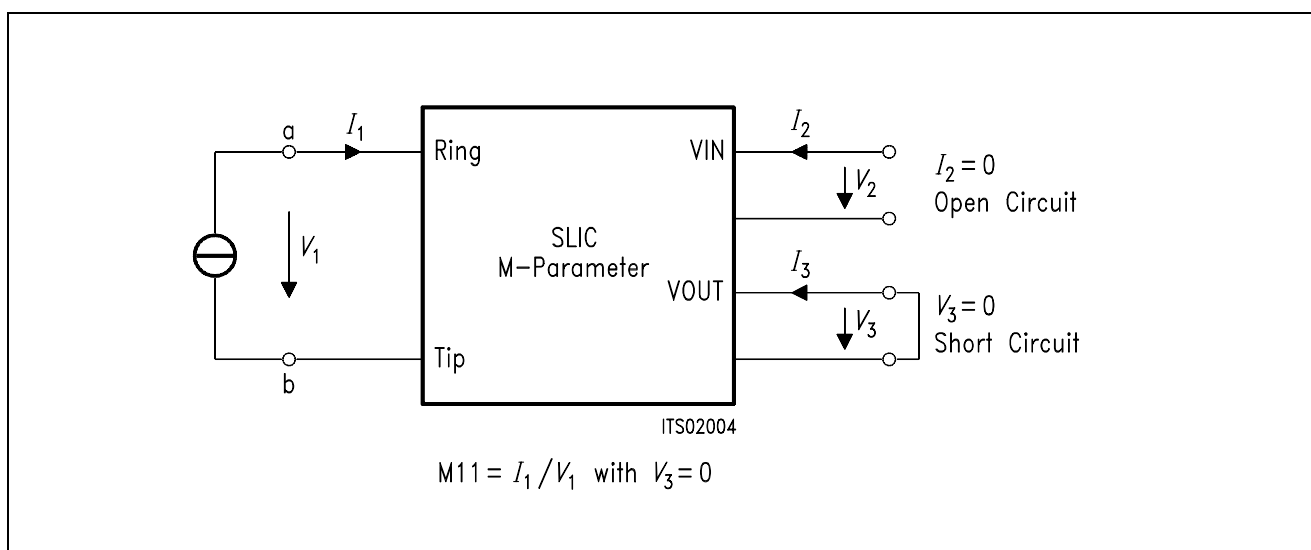 a
I₁
Ring
V₁
Tip
b
SLIC
M-Parameter
VIN
I₂
V₂
I₂=0
Open Circuit
VOUT
I₃
V₃
V₃=0
Short Circuit
ITS02004
M11= I₁/V₁ with V₃=0